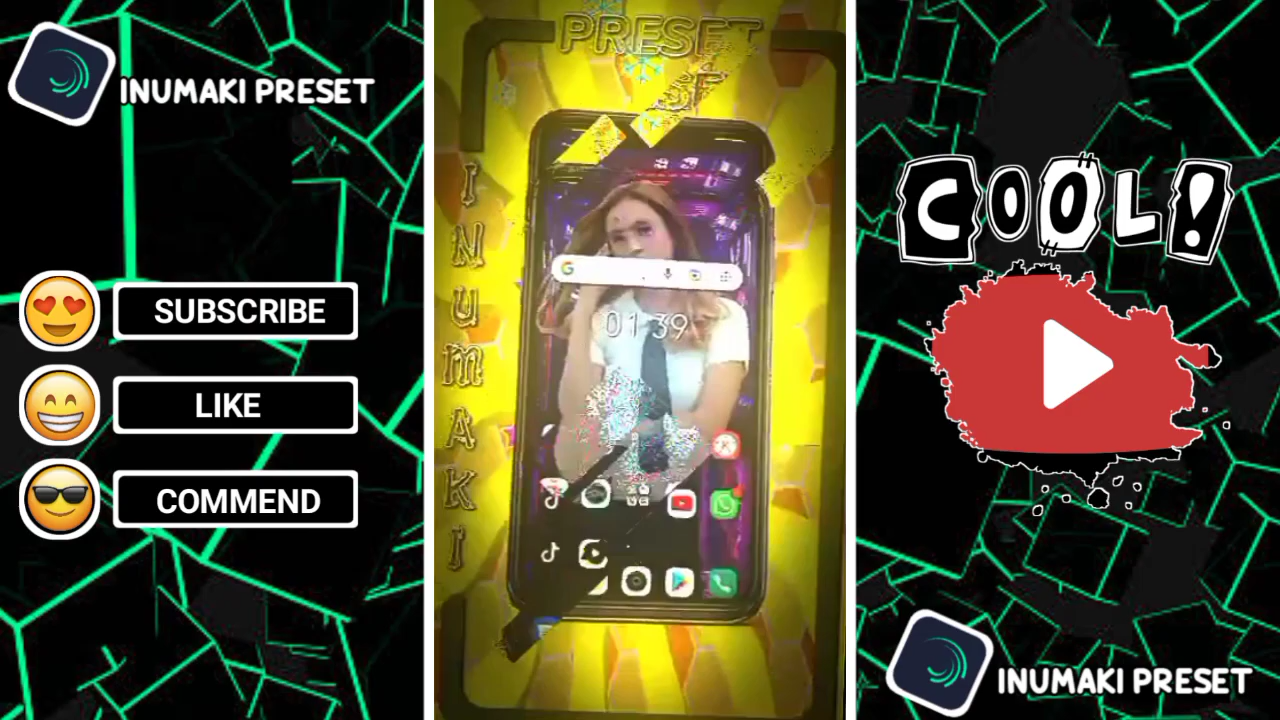 INUMAKI PRESET
SUBSCRIBE
LIKE
COMMEND
PRESET
INUMAKI
01 39
COOL!
INUMAKI PRESET